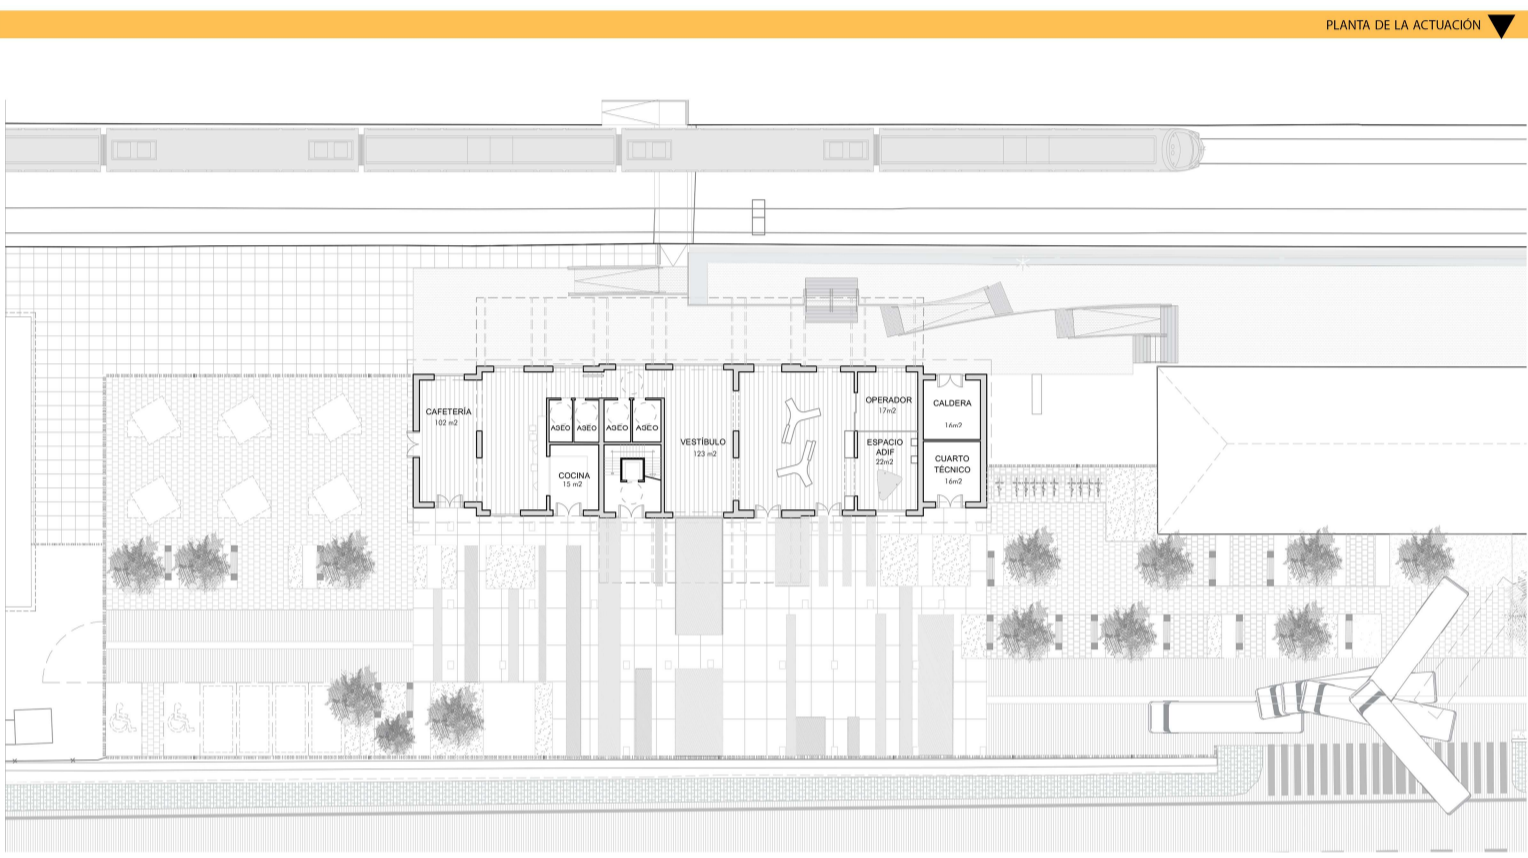 PLANTA DE LA ACTUACIÓN
CAFETERÍA
102 m2
ASEO
ASEO
ASEO
ASEO
COCINA
15 m2
VESTÍBULO
123 m2
OPERADOR
17m2
ESPACIO
ADIF
22m2
CALDERA
16m2
CUARTO
TÉCNICO
16m2